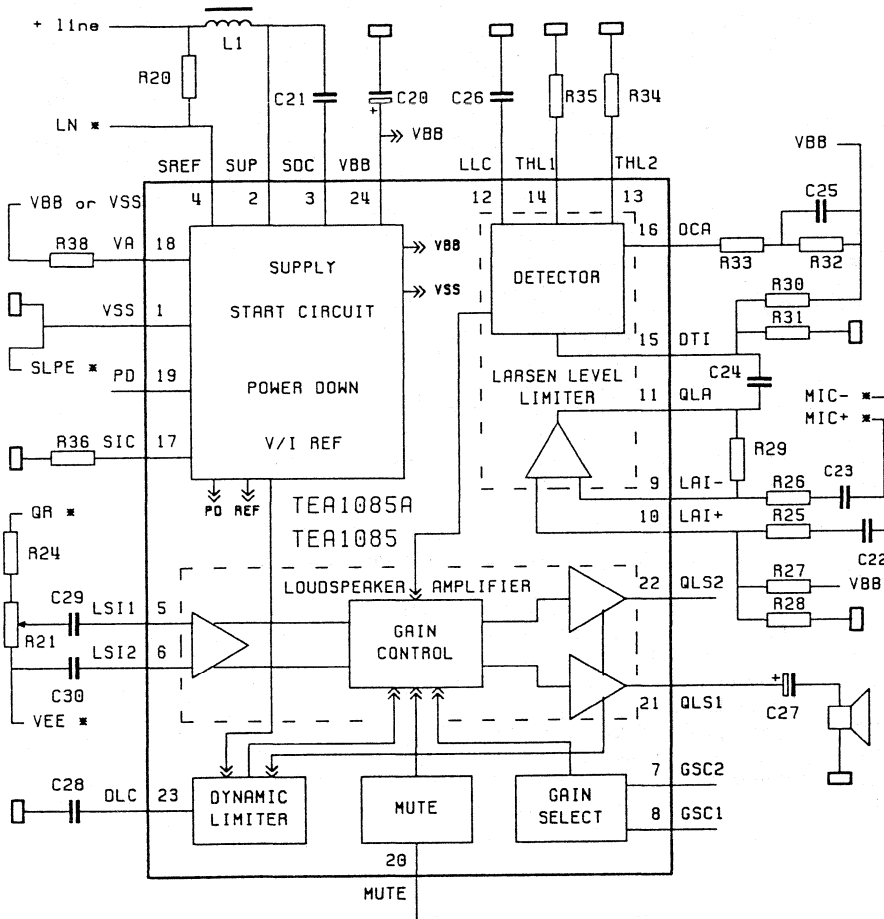 + line
L1
R20
C21
C20
+
C26
R35
R34
LN *
VBB
VBB
SREF
SUP
SDC
VBB
LLC
THL1
THL2
4
2
3
24
12
14
13
C25
VBB or VSS
R38
VA
18
VBB
VSS
SUPPLY
START CIRCUIT
POWER DOWN
V/I REF
DETECTOR
16
DCA
R33
R32
R30
R31
VSS
1
SLPE *
15
DTI
PD
19
LARSEN LEVEL
LIMITER
C24
11
QLA
MIC- *
MIC+ *
R36
SIC
17
R29
C23
9
LAI-
R26
PD
REF
TEA1085A
TEA1085
10
LAI+
R25
C22
QR *
R24
LOUDSPEAKER AMPLIFIER
22
QLS2
R27
VBB
R28
C29
LSI1
5
R21
LSI2
6
C30
GAIN
CONTROL
VEE *
21
QLS1
+
C27
7
GSC2
C28
DLC
23
DYNAMIC
LIMITER
MUTE
GAIN
SELECT
8
GSC1
20
MUTE